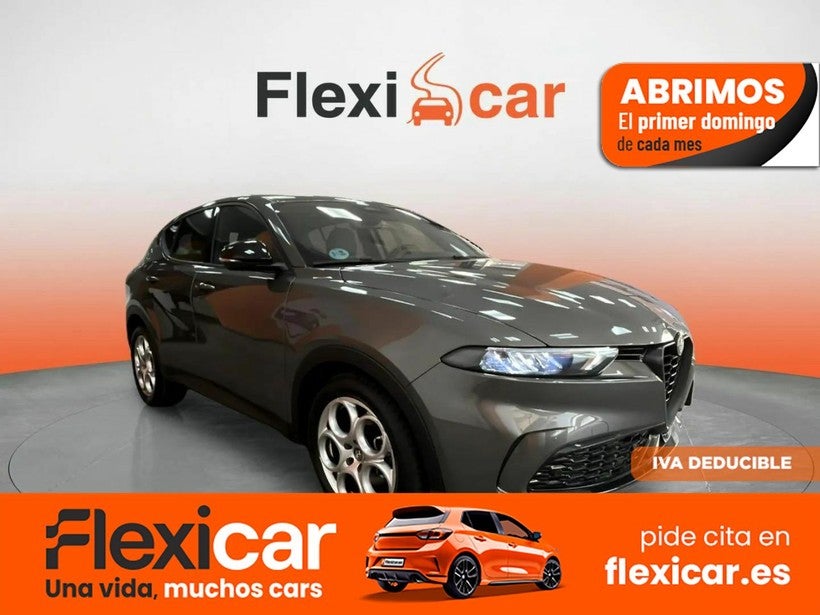 Flexicar
ABRIMOS
El primer domingo
de cada mes
IVA DEDUCIBLE
Flexicar
Una vida, muchos cars
pide cita en
flexicar.es